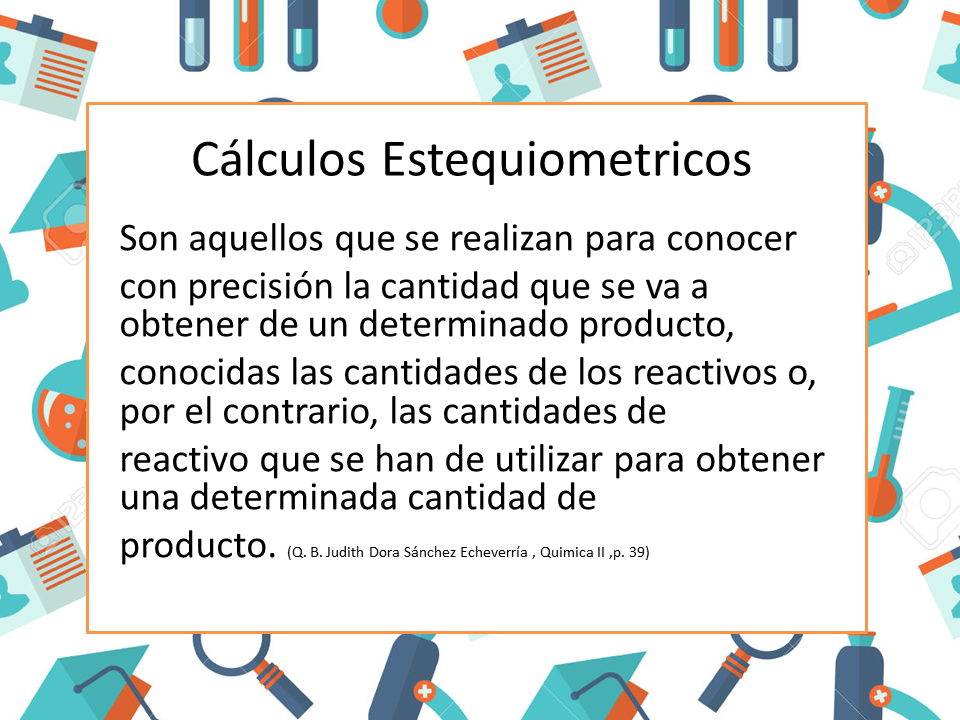 Cálculos Estequiometricos
Son aquellos que se realizan para conocer
con precisión la cantidad que se va a
obtener de un determinado producto,
conocidas las cantidades de los reactivos o,
por el contrario, las cantidades de
reactivo que se han de utilizar para obtener
una determinada cantidad de
producto. (Q. B. Judith Dora Sánchez Echeverría , Quimica II ,p. 39)